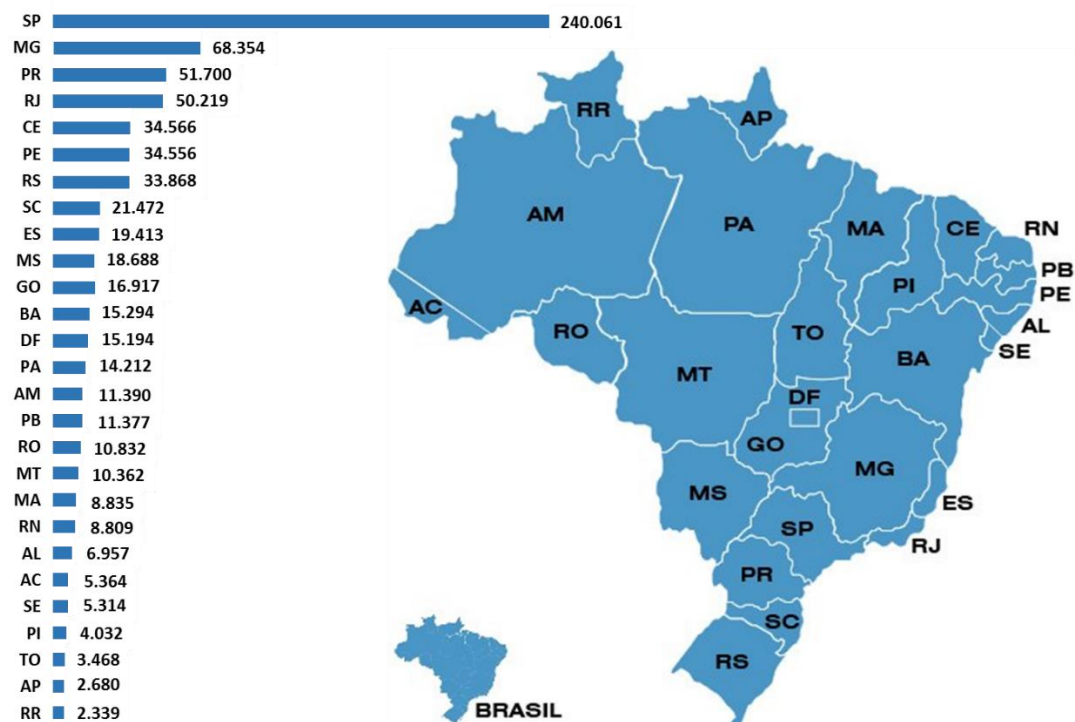 SP 240.061
MG 68.354
PR 51.700
RJ 50.219
CE 34.566
PE 34.556
RS 33.868
SC 21.472
ES 19.413
MS 18.688
GO 16.917
BA 15.294
DF 15.194
PA 14.212
AM 11.390
PB 11.377
RO 10.832
MT 10.362
MA 8.835
RN 8.809
AL 6.957
AC 5.364
SE 5.314
PI 4.032
TO 3.468
AP 2.680
RR 2.339
RR
AP
AM
PA
MA
CE
RN
PB
PE
PI
AC
AL
RO
TO
SE
BA
MT
DF
GO
MG
MS
ES
SP
RJ
PR
SC
RS
BRASIL